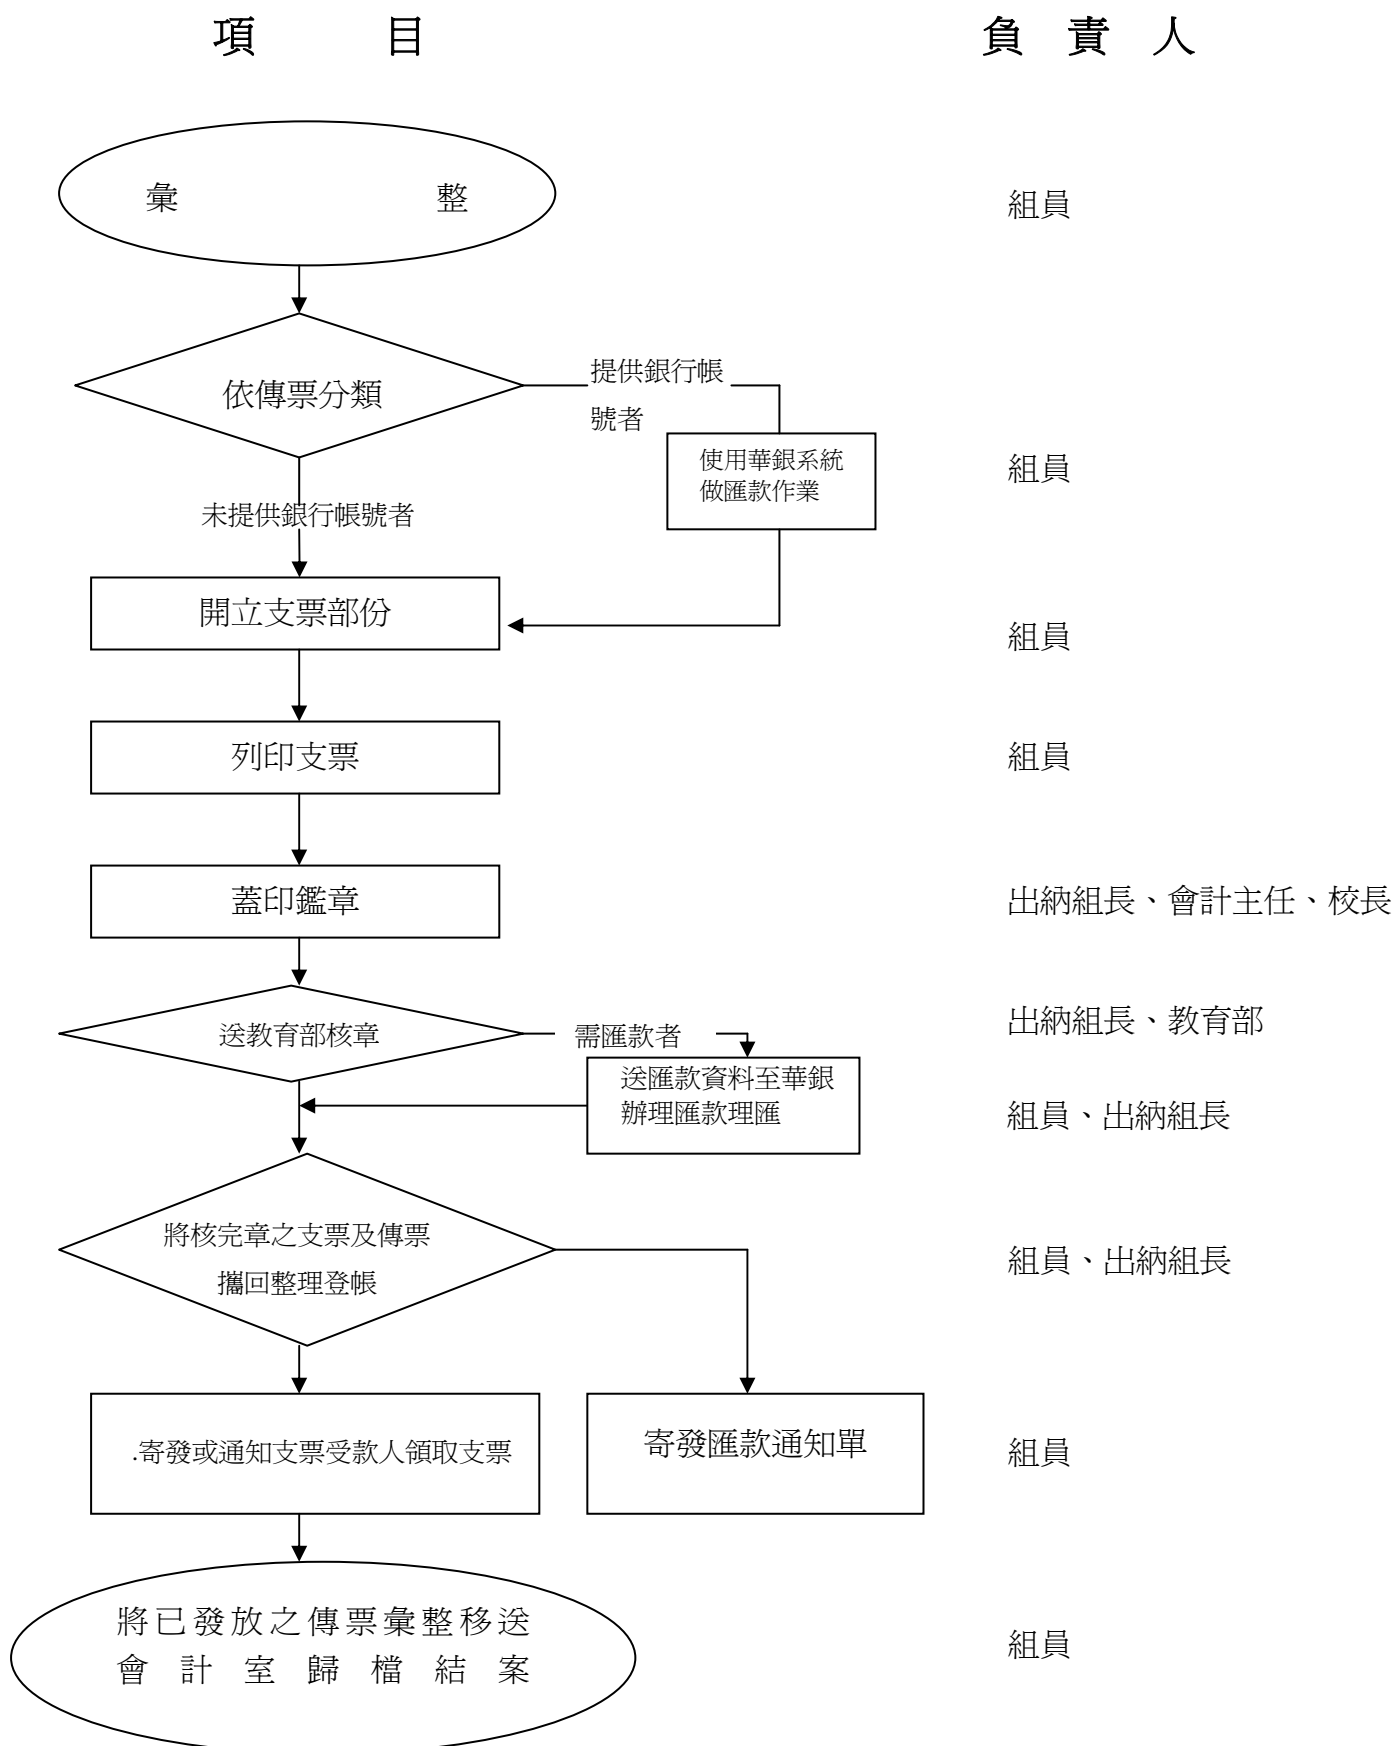 項 目 負 責 人
彙 整
組員
依傳票分類
提供銀行帳
號者
使用華銀系統
做匯款作業
組員
未提供銀行帳號者
開立支票部份
組員
列印支票
組員
蓋印鑑章
出納組長、會計主任、校長
送教育部核章
需匯款者
出納組長、教育部
送匯款資料至華銀
辦理匯款理匯
組員、出納組長
將核完章之支票及傳票
攜回整理登帳
組員、出納組長
.寄發或通知支票受款人領取支票
寄發匯款通知單
組員
將已發放之傳票彙整移送
會計室歸檔結案
組員